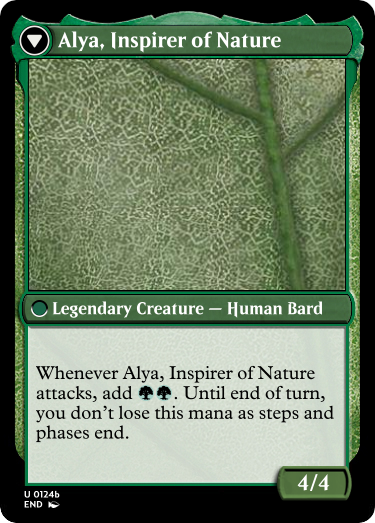 Alya, Inspirer of Nature
Legendary Creature — Human Bard
Whenever Alya, Inspirer of Nature
attacks, add . Until end of turn,
you don't lose this mana as steps and
phases end.
4/4
U 0124b
END